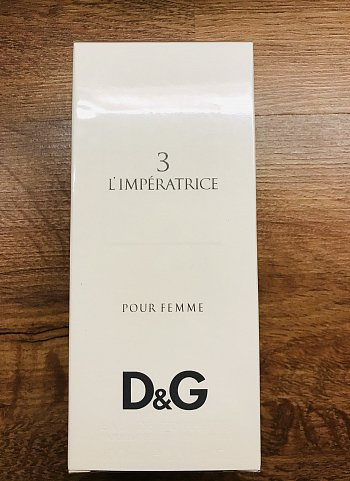 3
L'IMPÉRATRICE
POUR FEMME
D&G